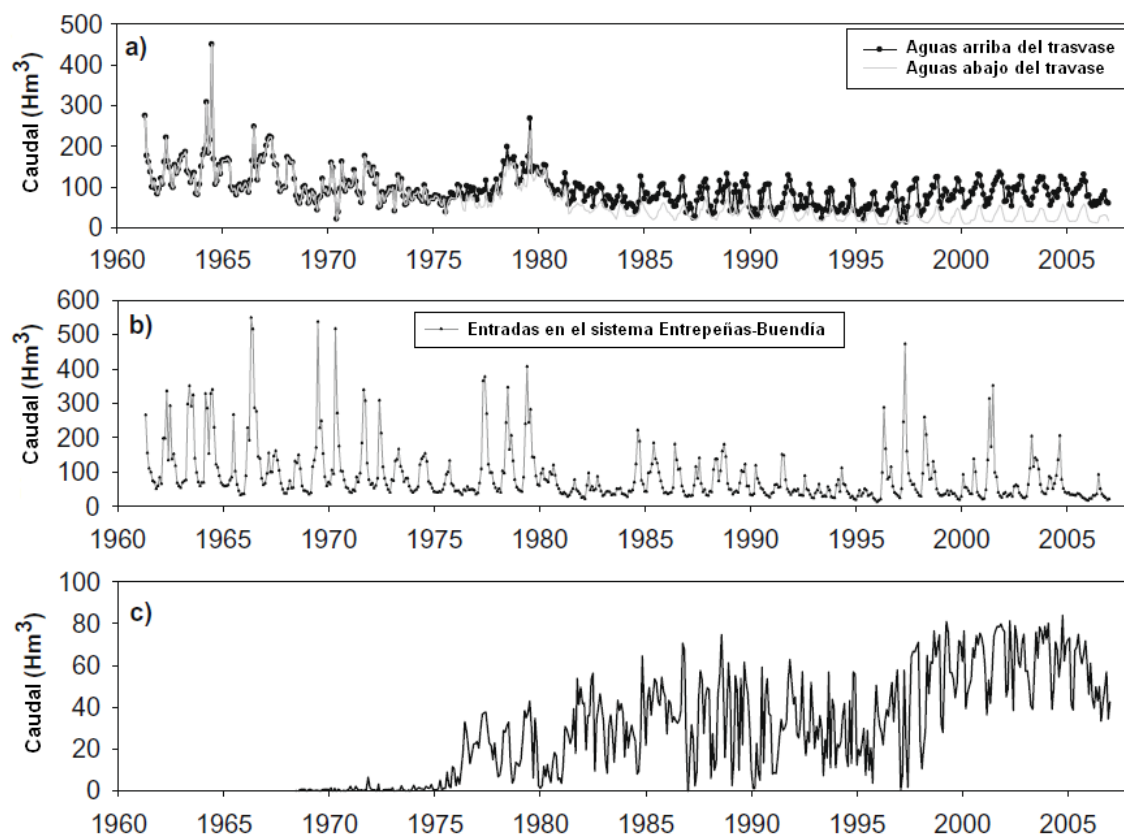 a)
Caudal (Hm³)
500
400
300
200
100
0
Aguas arriba del trasvase
Aguas abajo del travase
1960 1965 1970 1975 1980 1985 1990 1995 2000 2005
b)
Caudal (Hm³)
600
500
400
300
200
100
0
Entradas en el sistema Entrepeñas-Buendía
1960 1965 1970 1975 1980 1985 1990 1995 2000 2005
c)
Caudal (Hm³)
100
80
60
40
20
0
1960 1965 1970 1975 1980 1985 1990 1995 2000 2005